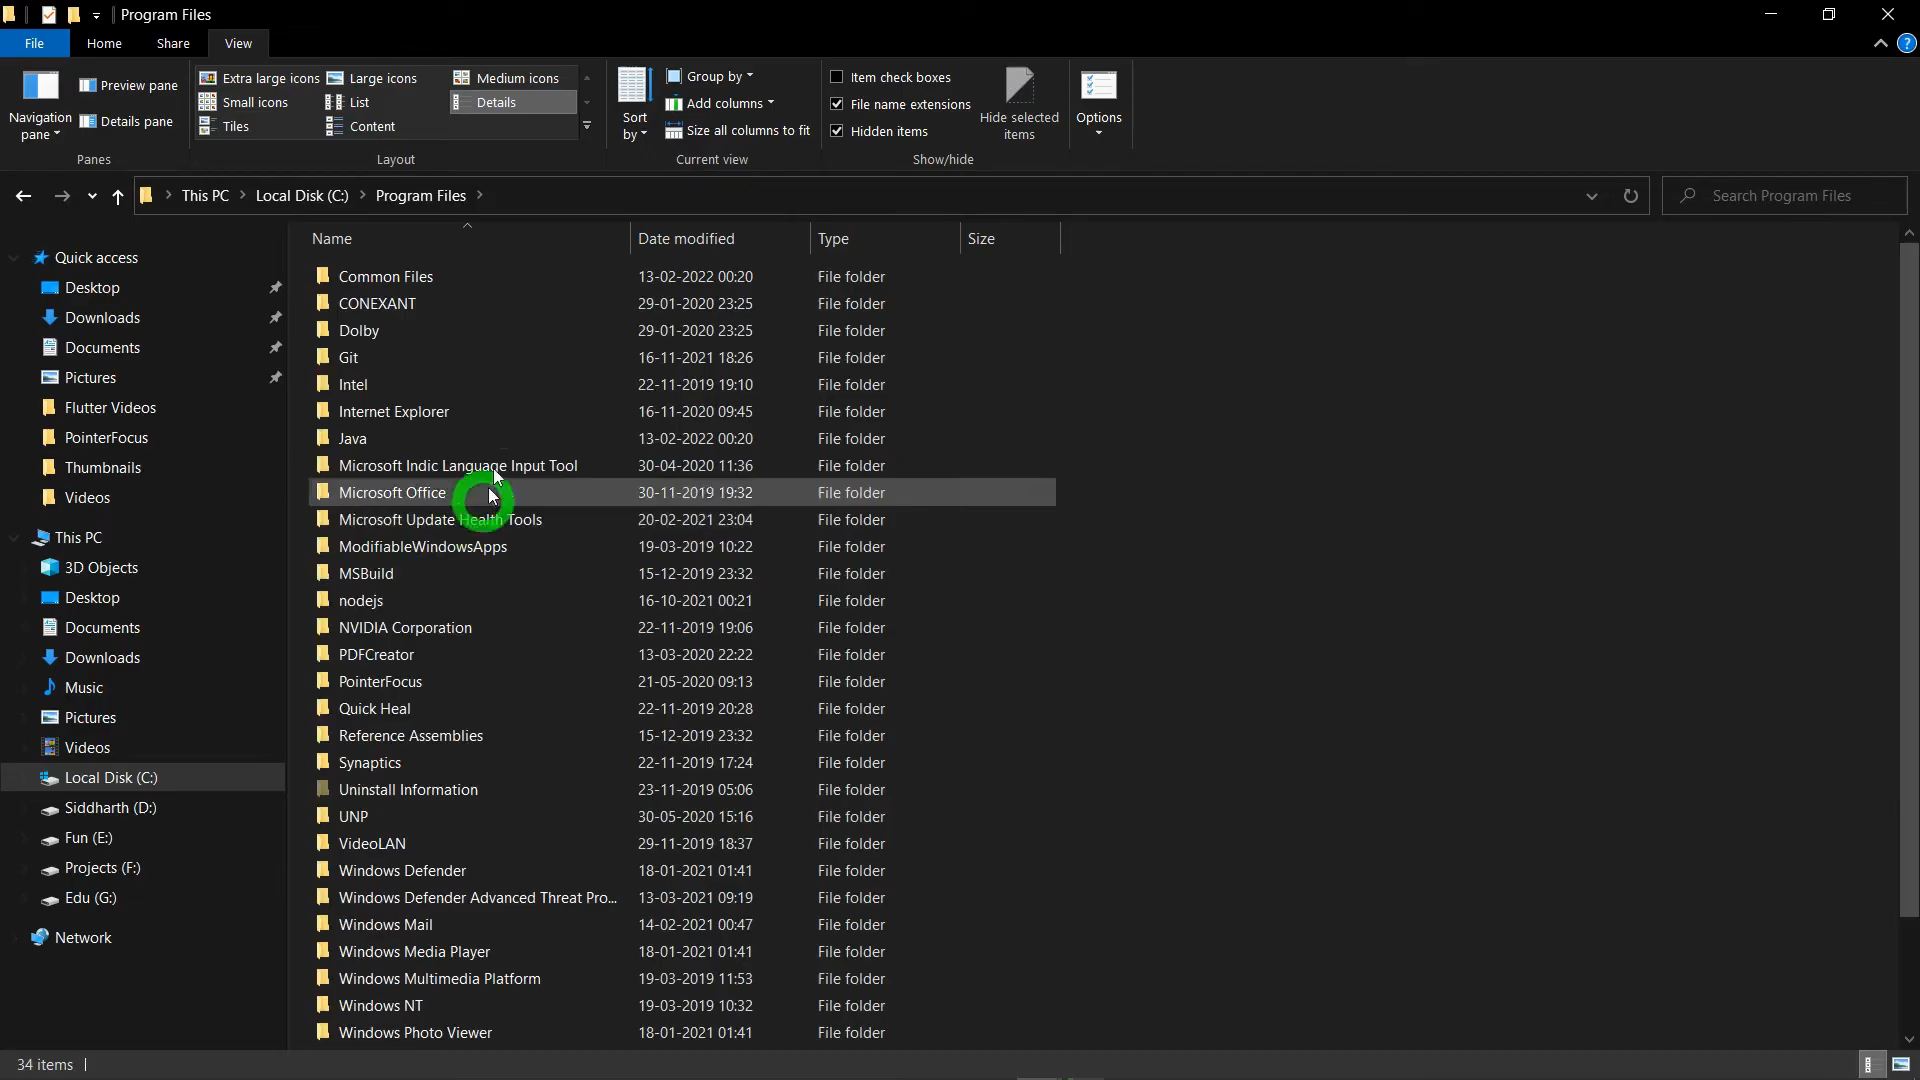 Program Files
File Home Share View
Navigation pane
Preview pane
Details pane
Panes
Extra large icons Large icons Medium icons
Small icons List Details
Tiles Content
Layout
Sort by
Group by
Add columns
Size all columns to fit
Current view
Item check boxes
File name extensions
Hidden items
Hide selected items
Show/hide
Options
This PC Local Disk (C:) Program Files
Search Program Files
Quick access
Desktop
Downloads
Documents
Pictures
Flutter Videos
PointerFocus
Thumbnails
Videos
This PC
3D Objects
Desktop
Documents
Downloads
Music
Pictures
Videos
Local Disk (C:)
Siddharth (D:)
Fun (E:)
Projects (F:)
Edu (G:)
Network
Name Date modified Type Size
Common Files 13-02-2022 00:20 File folder
CONEXANT 29-01-2020 23:25 File folder
Dolby 29-01-2020 23:25 File folder
Git 16-11-2021 18:26 File folder
Intel 22-11-2019 19:10 File folder
Internet Explorer 16-11-2020 09:45 File folder
Java 13-02-2022 00:20 File folder
Microsoft Indic Language Input Tool 30-04-2020 11:36 File folder
Microsoft Office 30-11-2019 19:32 File folder
Microsoft Update Health Tools 20-02-2021 23:04 File folder
ModifiableWindowsApps 19-03-2019 10:22 File folder
MSBuild 15-12-2019 23:32 File folder
nodejs 16-10-2021 00:21 File folder
NVIDIA Corporation 22-11-2019 19:06 File folder
PDFCreator 13-03-2020 22:22 File folder
PointerFocus 21-05-2020 09:13 File folder
Quick Heal 22-11-2019 20:28 File folder
Reference Assemblies 15-12-2019 23:32 File folder
Synaptics 22-11-2019 17:24 File folder
Uninstall Information 23-11-2019 05:06 File folder
UNP 30-05-2020 15:16 File folder
VideoLAN 29-11-2019 18:37 File folder
Windows Defender 18-01-2021 01:41 File folder
Windows Defender Advanced Threat Pro... 13-03-2021 09:19 File folder
Windows Mail 14-02-2021 00:47 File folder
Windows Media Player 18-01-2021 01:41 File folder
Windows Multimedia Platform 19-03-2019 11:53 File folder
Windows NT 19-03-2019 10:32 File folder
Windows Photo Viewer 18-01-2021 01:41 File folder
34 items